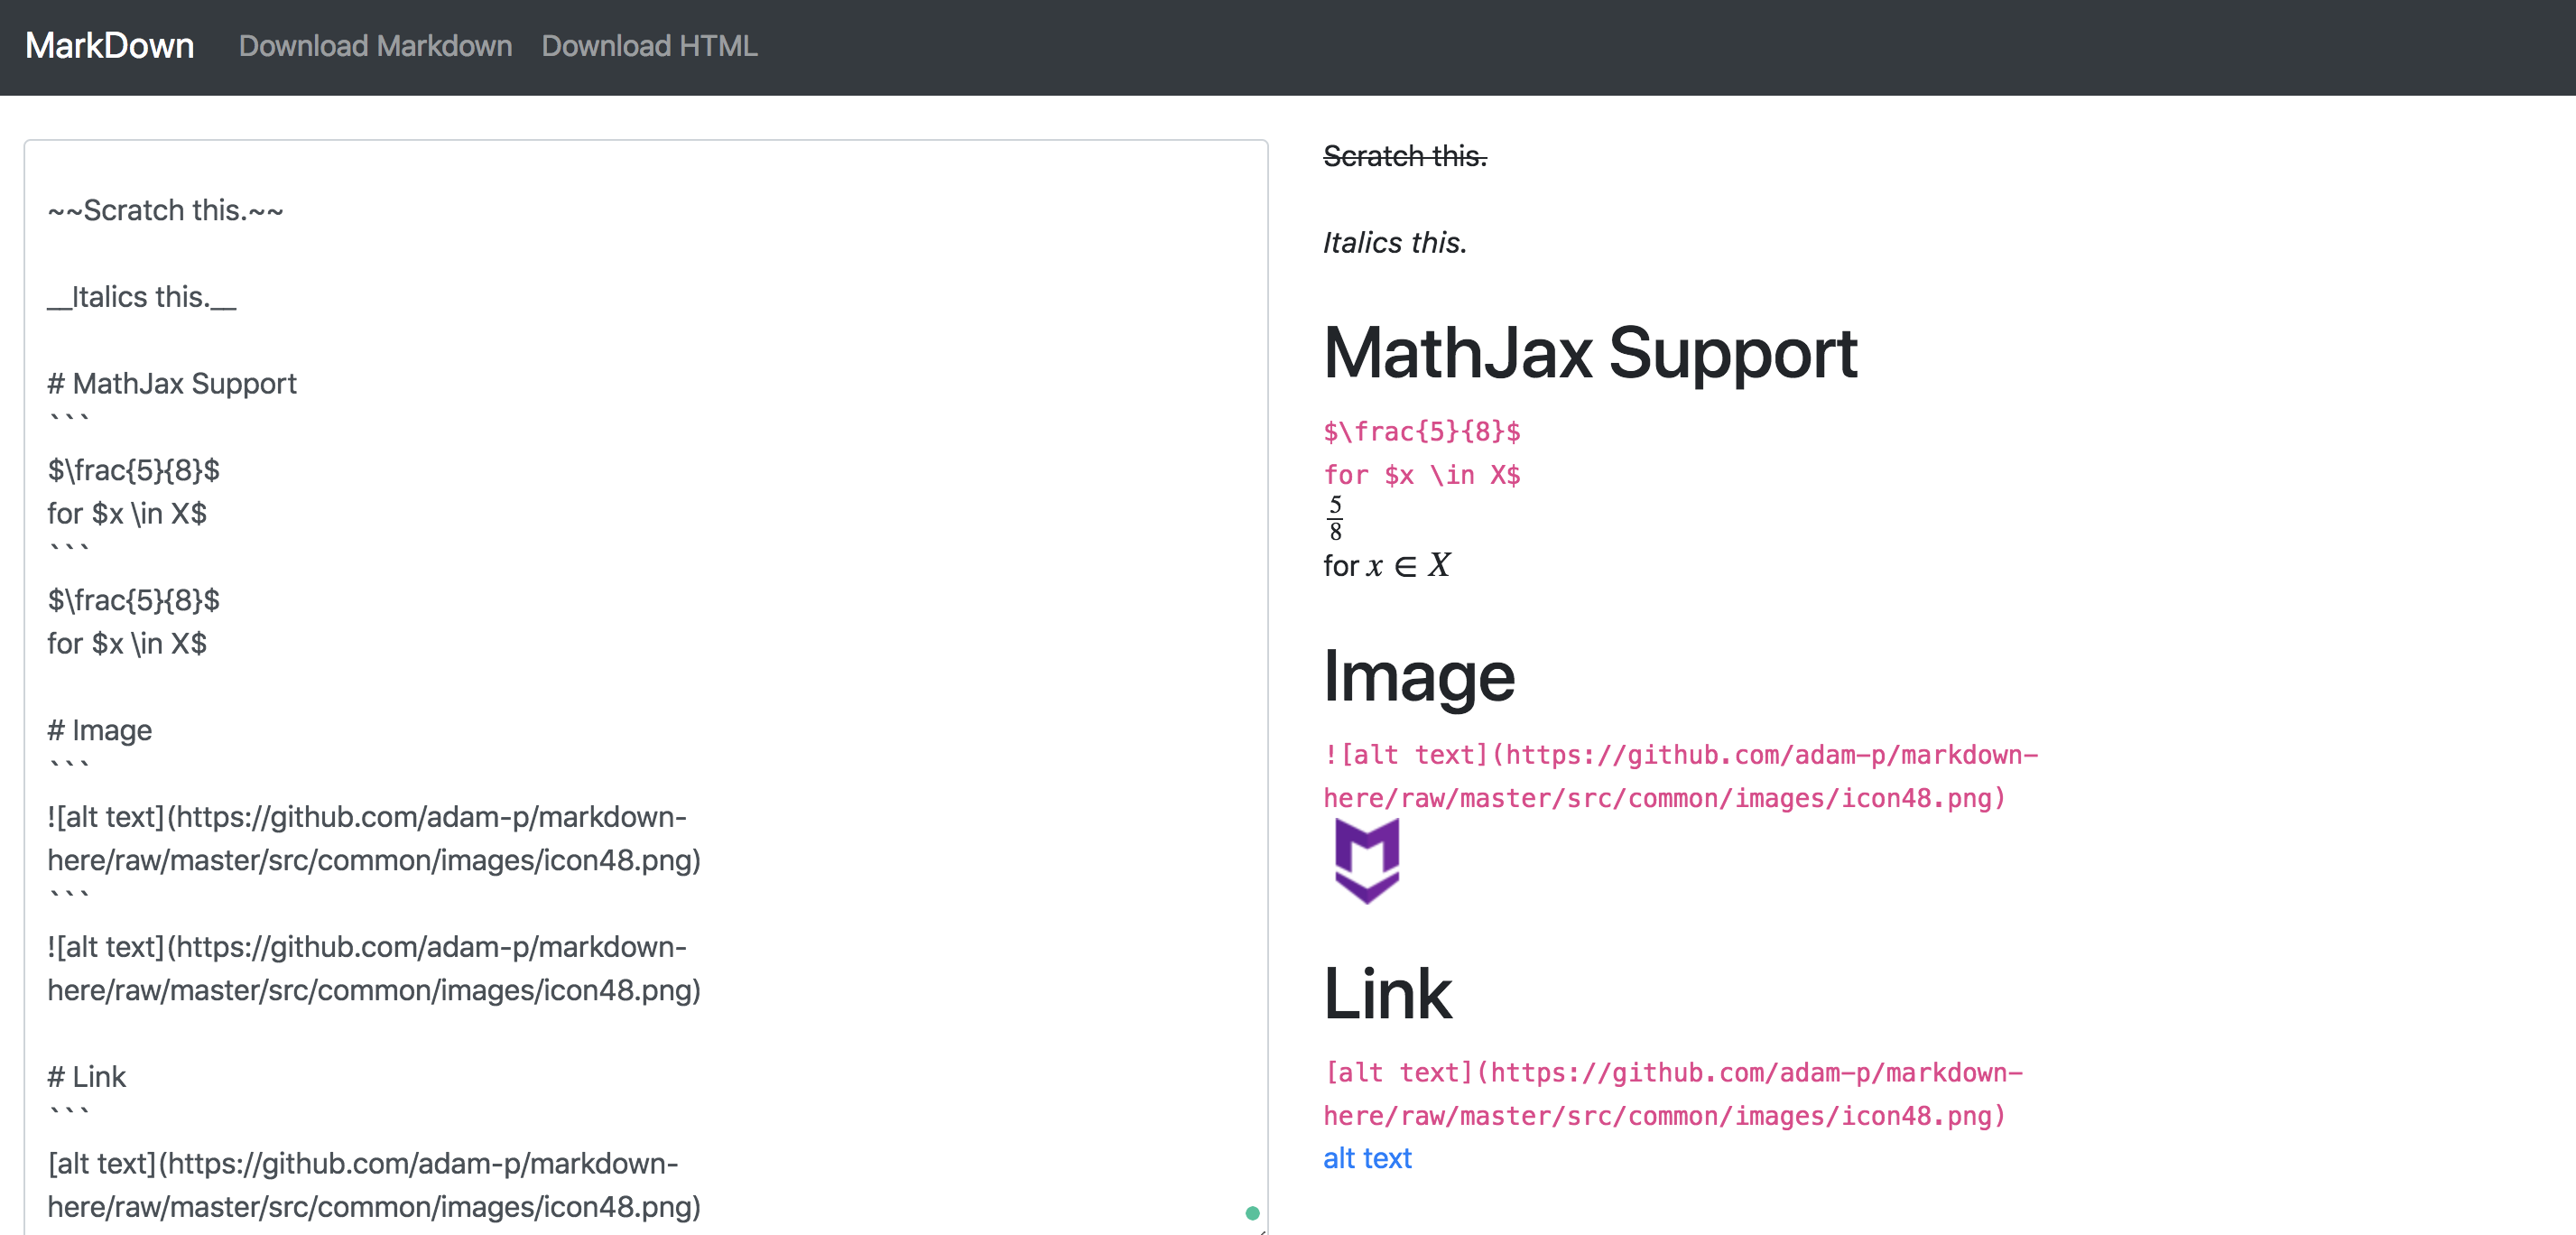 MarkDown Download Markdown Download HTML
~~Scratch this.~~
__Italics this.__
# MathJax Support
```
$\frac{5}{8}$
for $x \in X$
```
$\frac{5}{8}$
for $x \in X$
# Image
```
![alt text](https://github.com/adam-p/markdown-
here/raw/master/src/common/images/icon48.png)
```
![alt text](https://github.com/adam-p/markdown-
here/raw/master/src/common/images/icon48.png)
# Link
```
[alt text](https://github.com/adam-p/markdown-
here/raw/master/src/common/images/icon48.png)
Scratch this.
Italics this.
MathJax Support
$\frac{5}{8}$
for $x \in X$
5
8
for x ∈ X
Image
![alt text](https://github.com/adam-p/markdown-
here/raw/master/src/common/images/icon48.png)
Link
[alt text](https://github.com/adam-p/markdown-
here/raw/master/src/common/images/icon48.png)
alt text